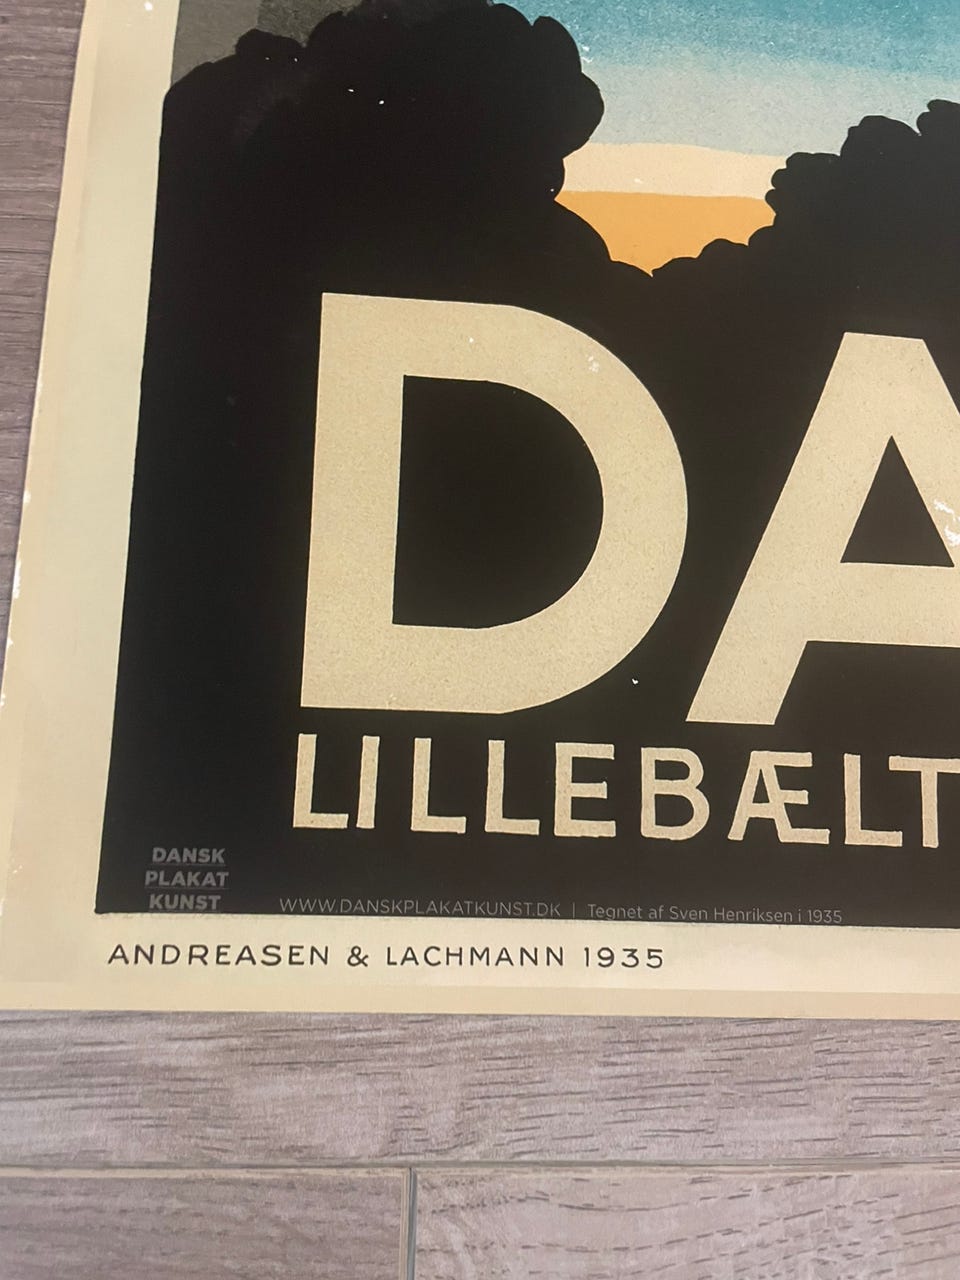 DA
LILLEBÆLT
DANSK
PLAKAT
KUNST
WWW.DANSKPLAKATKUNST.DK | Tegnet af Sven Henriksen i 1935
ANDREASEN & LACHMANN 1935